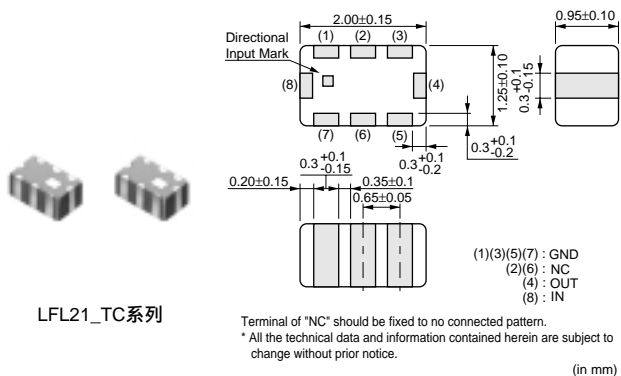 2.00±0.15
0.95±0.10
Directional
Input Mark
(1) (2) (3)
(8)
(4)
(7) (6) (5)
1.25±0.10
0.3 +0.1 -0.15
0.3 +0.1 -0.2
0.3 +0.1 -0.2
0.3 +0.1 -0.15
0.20±0.15
0.35±0.1
0.65±0.05
(1)(3)(5)(7) : GND
(2)(6) : NC
(4) : OUT
(8) : IN
LFL21_TC系列
Terminal of "NC" should be fixed to no connected pattern.
* All the technical data and information contained herein are subject to
change without prior notice.
(in mm)